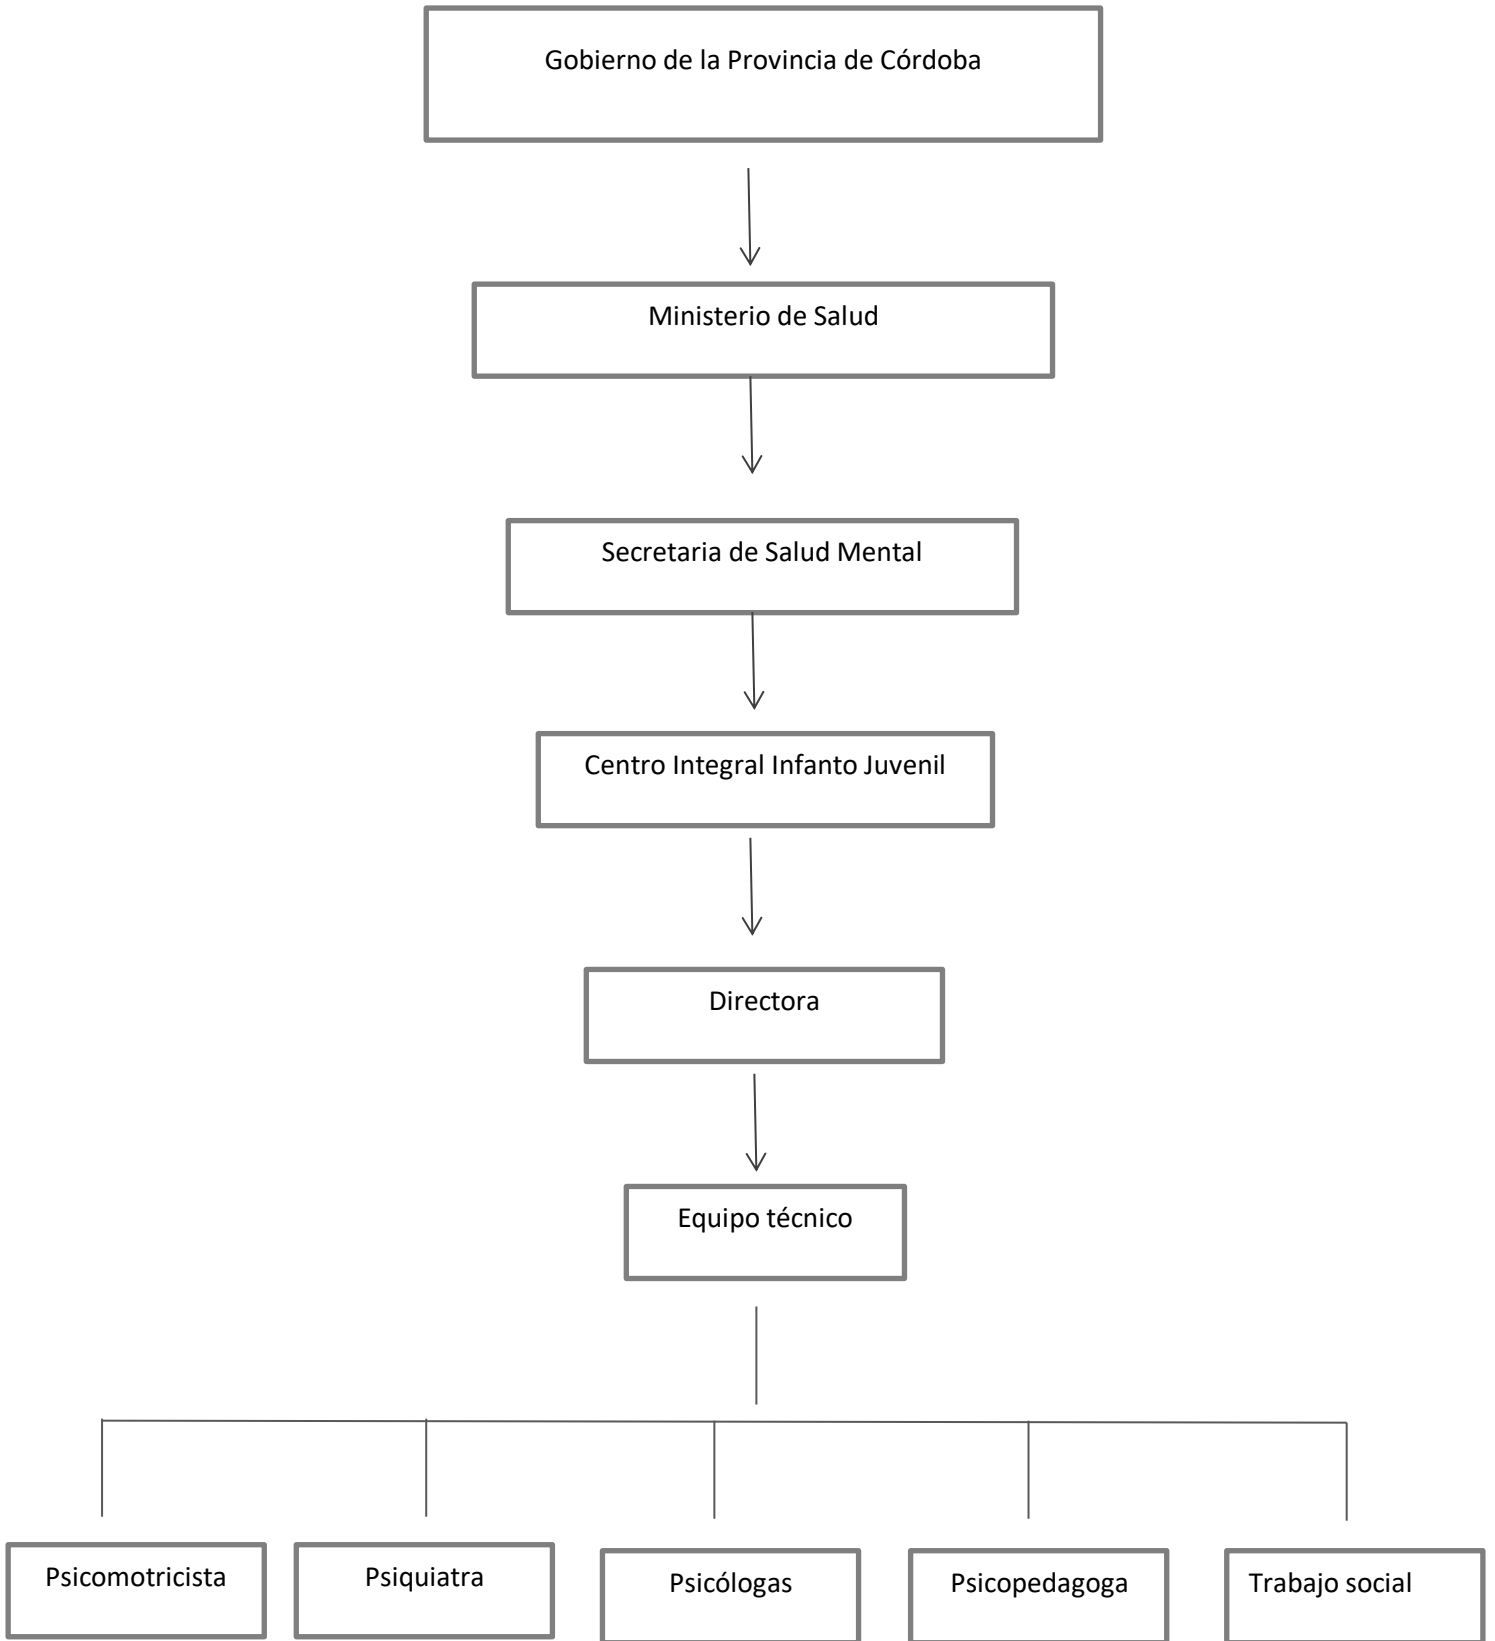 Gobierno de la Provincia de Córdoba
Ministerio de Salud
Secretaria de Salud Mental
Centro Integral Infanto Juvenil
Directora
Equipo técnico
Psicomotricista
Psiquiatra
Psicólogas
Psicopedagoga
Trabajo social